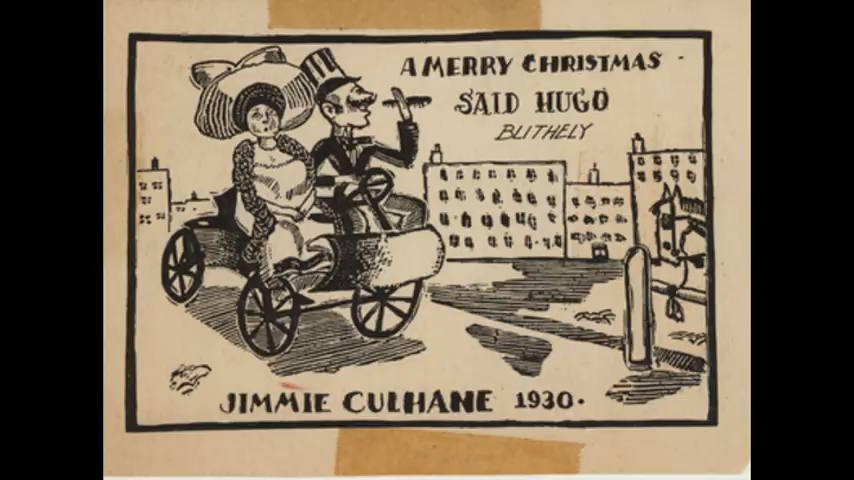 A MERRY CHRISTMAS
SAID HUGO
BLITHELY
JIMMIE CULHANE 1930.